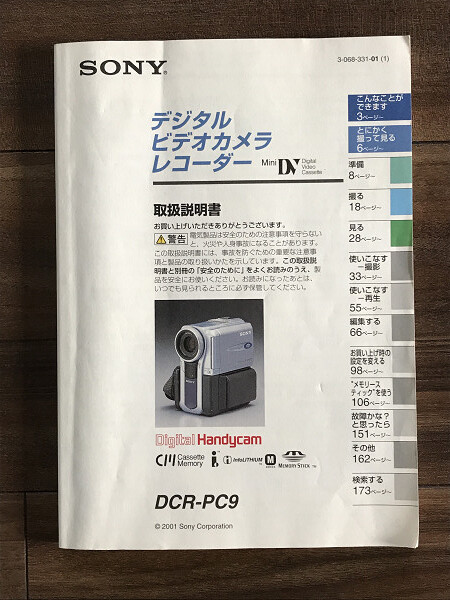 SONY®
3-068-331-01 (1)
デジタル
ビデオカメラ
レコーダー
Mini DV Digital
Video
Cassette
取扱説明書
お買い上げいただきありがとうございます。
警告 電気製品は安全のための注意事項を守らない
と、火災や人身事故になることがあります。
この取扱説明書には、事故を防ぐための重要な注意事
項と製品の取り扱いかたを示しています。この取扱説
明書と別冊の「安全のために」をよくお読みのうえ、製
品を安全にお使いください。お読みになったあとは、
いつでも見られるところに必ず保管してください。
SONY
SONY
Digital Handycam
Cassette
Memory
i
InfoLITHIUM M
SERIES
MEMORY STICK TM
DCR-PC9
© 2001 Sony Corporation
こんなことが
できます
3ページ~
とにかく
撮って見る
6ページ~
準備
8ページ~
撮る
18ページ~
見る
28ページ~
使いこなす
−撮影
33ページ~
使いこなす
−再生
55ページ~
編集する
66ページ~
お買い上げ時の
設定を変える
98ページ~
"メモリース
ティック"を使う
106ページ~
故障かな?
と思ったら
151ページ~
その他
162ページ~
検索する
173ページ~